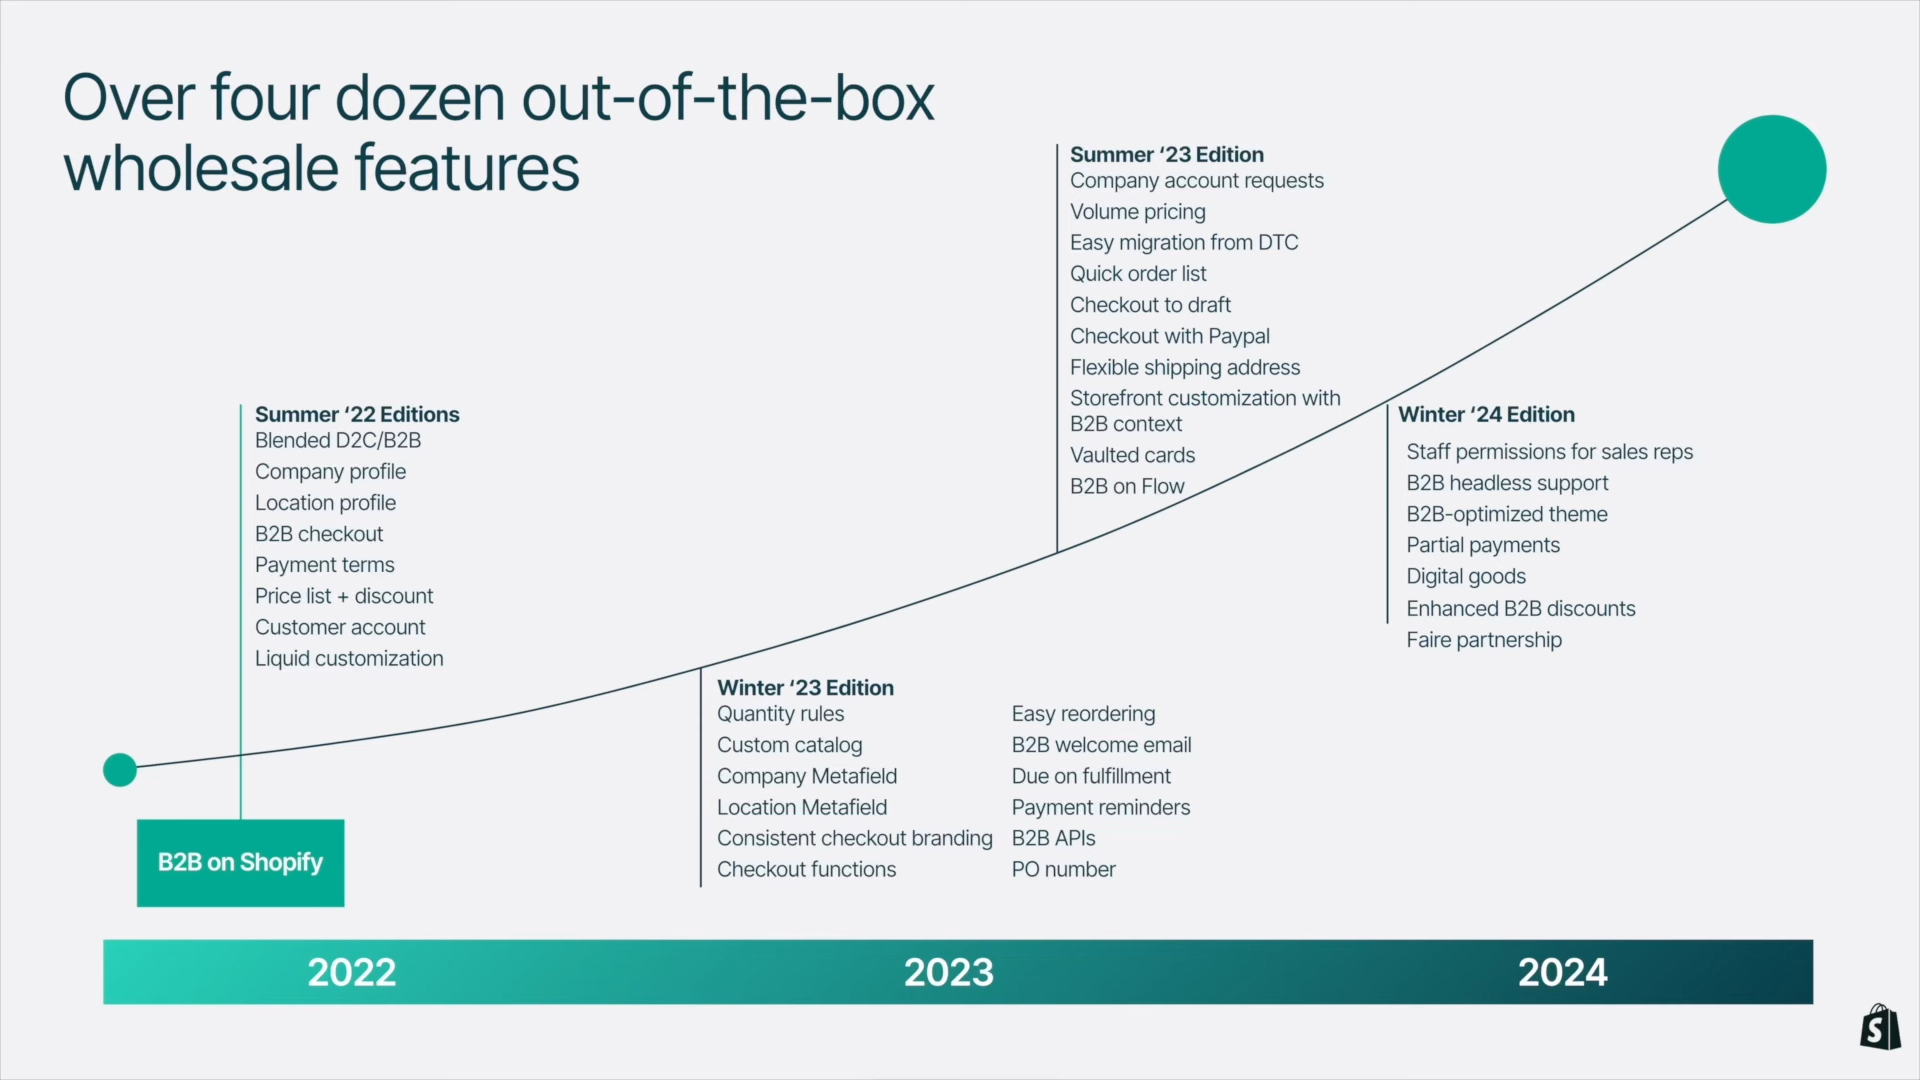 Over four dozen out-of-the-box
wholesale features
Summer ‘22 Editions
Blended D2C/B2B
Company profile
Location profile
B2B checkout
Payment terms
Price list + discount
Customer account
Liquid customization
B2B on Shopify
Winter ‘23 Edition
Quantity rules
Custom catalog
Company Metafield
Location Metafield
Consistent checkout branding
Checkout functions
Easy reordering
B2B welcome email
Due on fulfillment
Payment reminders
B2B APIs
PO number
Summer ‘23 Edition
Company account requests
Volume pricing
Easy migration from DTC
Quick order list
Checkout to draft
Checkout with Paypal
Flexible shipping address
Storefront customization with
B2B context
Vaulted cards
B2B on Flow
Winter ‘24 Edition
Staff permissions for sales reps
B2B headless support
B2B-optimized theme
Partial payments
Digital goods
Enhanced B2B discounts
Faire partnership
2022
2023
2024
S